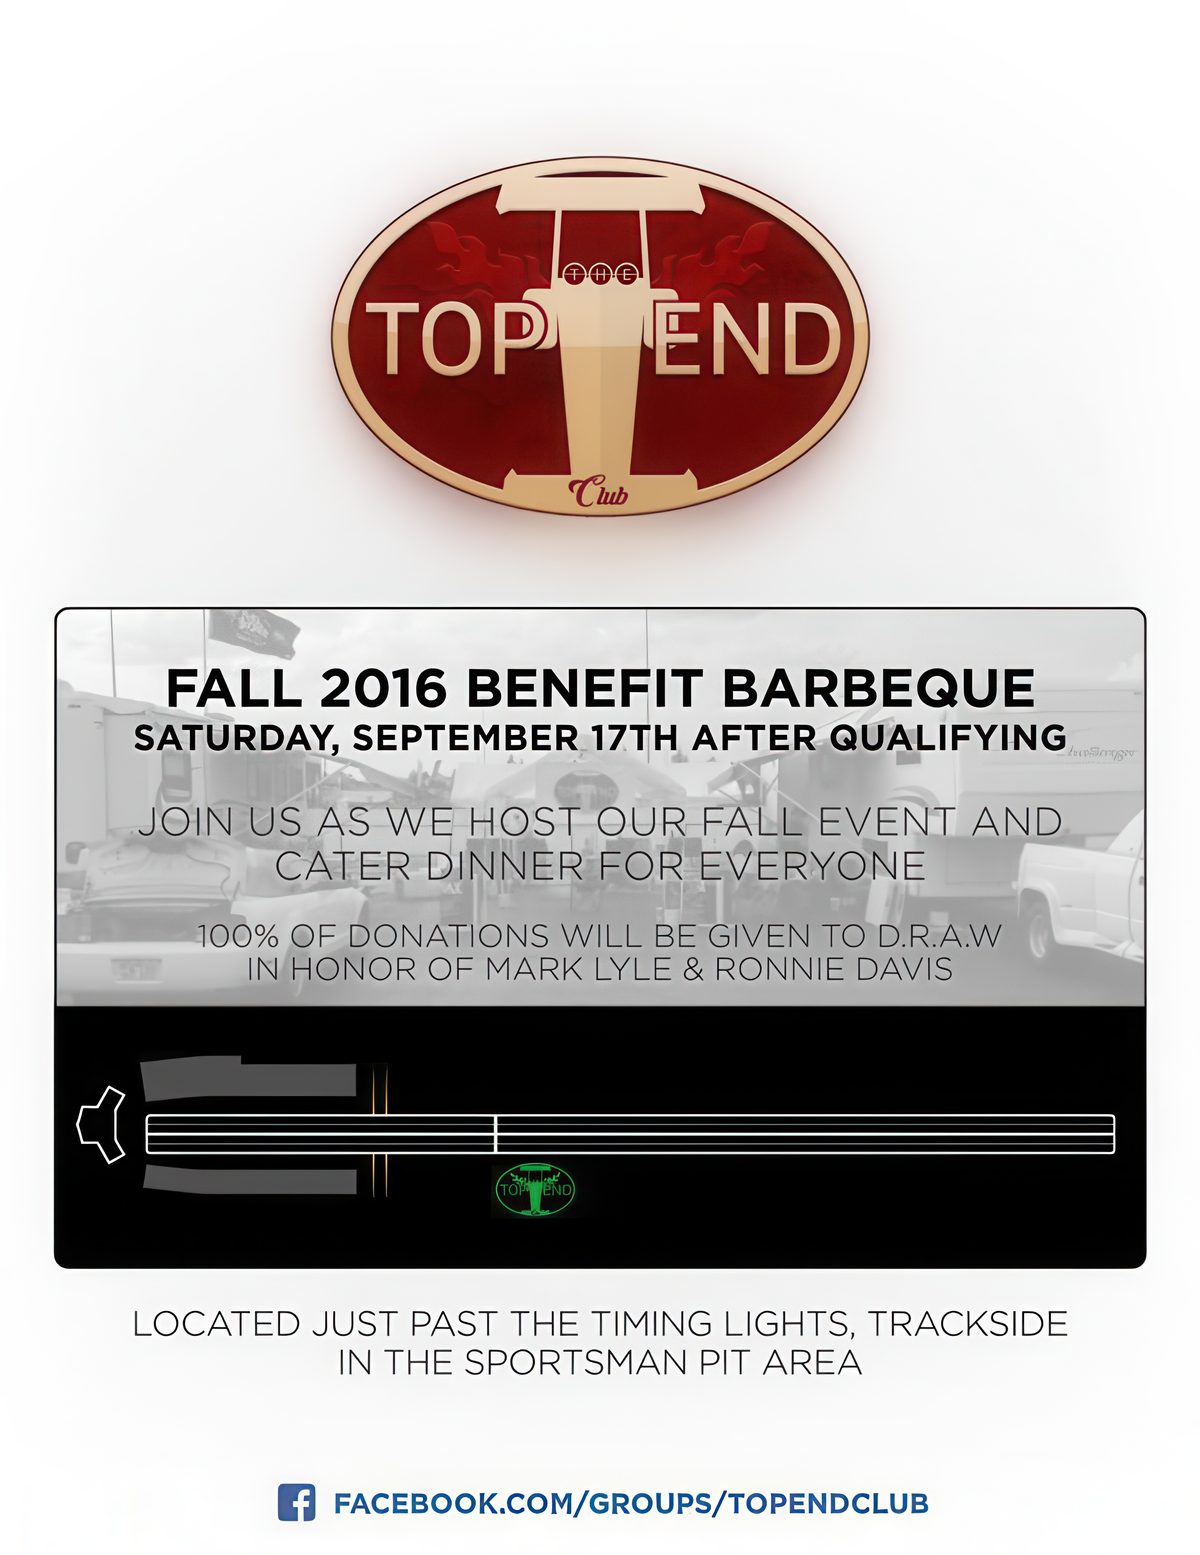 THE
TOP END
Club
FALL 2016 BENEFIT BARBEQUE
SATURDAY, SEPTEMBER 17TH AFTER QUALIFYING
JOIN US AS WE HOST OUR FALL EVENT AND
CATER DINNER FOR EVERYONE
100% OF DONATIONS WILL BE GIVEN TO D.R.A.W
IN HONOR OF MARK LYLE & RONNIE DAVIS
TOP END
LOCATED JUST PAST THE TIMING LIGHTS, TRACKSIDE
IN THE SPORTSMAN PIT AREA
FACEBOOK.COM/GROUPS/TOPENDCLUB